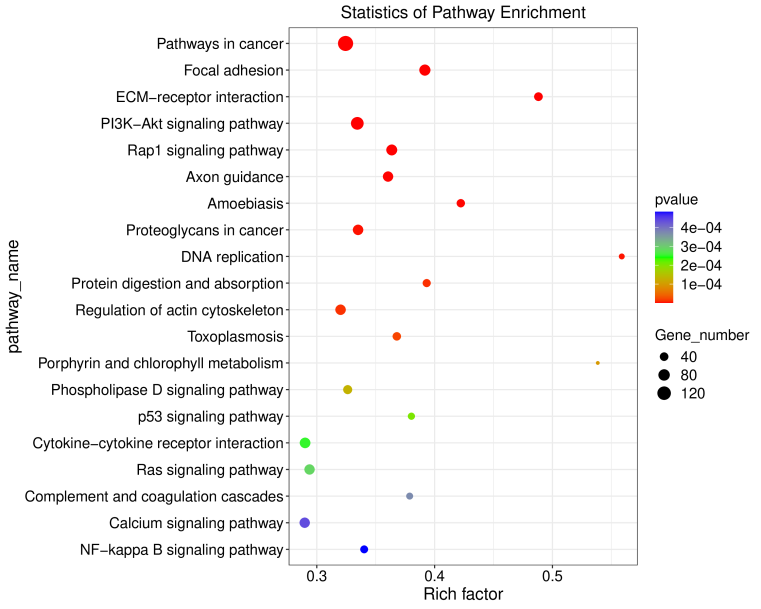 Statistics of Pathway Enrichment
pathway_name
Pathways in cancer
Focal adhesion
ECM−receptor interaction
PI3K−Akt signaling pathway
Rap1 signaling pathway
Axon guidance
Amoebiasis
Proteoglycans in cancer
DNA replication
Protein digestion and absorption
Regulation of actin cytoskeleton
Toxoplasmosis
Porphyrin and chlorophyll metabolism
Phospholipase D signaling pathway
p53 signaling pathway
Cytokine−cytokine receptor interaction
Ras signaling pathway
Complement and coagulation cascades
Calcium signaling pathway
NF−kappa B signaling pathway
0.3 0.4 0.5
Rich factor
pvalue
4e−04
3e−04
2e−04
1e−04
Gene_number
40
80
120